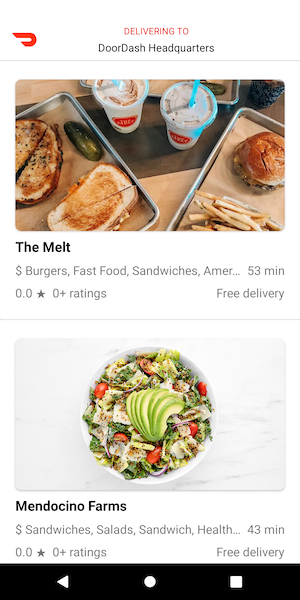 DELIVERING TO
DoorDash Headquarters
The Melt
$ Burgers, Fast Food, Sandwiches, Amer... 53 min
0.0 ★ 0+ ratings Free delivery
Mendocino Farms
$ Sandwiches, Salads, Sandwich, Health... 43 min
0.0 ★ 0+ ratings Free delivery